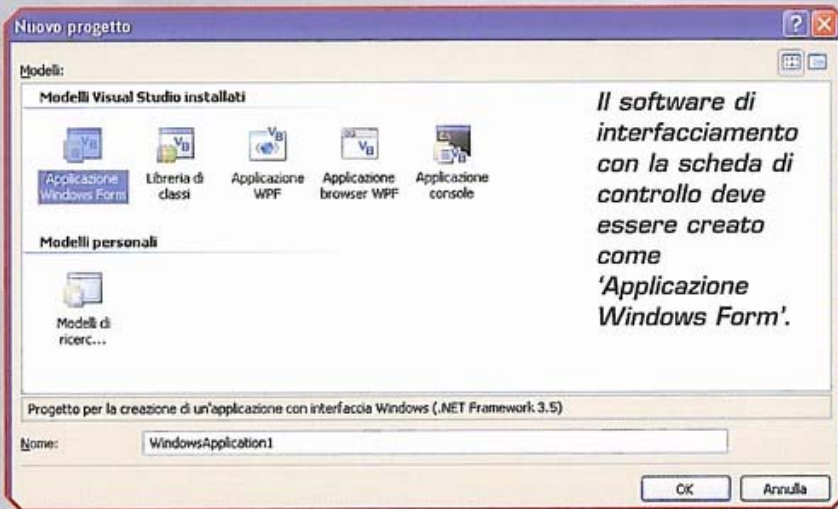 Nuovo progetto
Modelli:
Modelli Visual Studio installati
Applicazione Windows Form
Libreria di classi
Applicazione WPF
Applicazione browser WPF
Applicazione console
Modelli personali
Modelli di ricerc...
Il software di
interfacciamento
con la scheda di
controllo deve
essere creato
come
'Applicazione
Windows Form'.
Progetto per la creazione di un'applicazione con interfaccia Windows (.NET Framework 3.5)
Nome:
WindowsApplication1
OK
Annulla